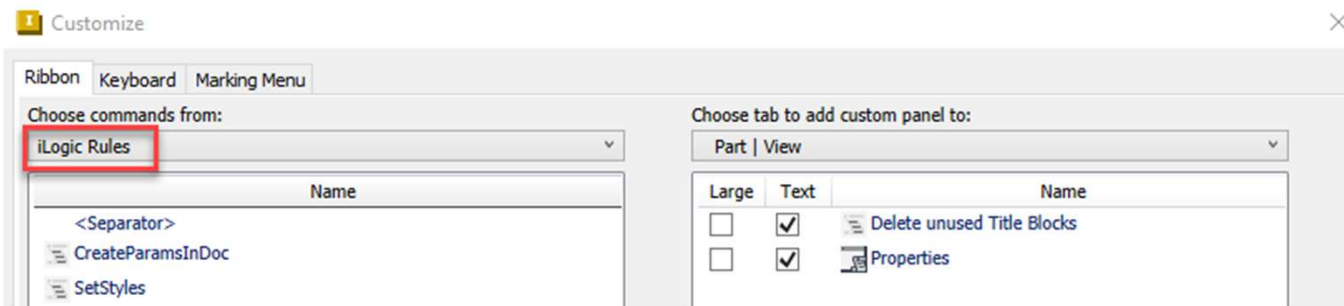 Customize
Ribbon Keyboard Marking Menu
Choose commands from:
iLogic Rules
Name
<Separator>
CreateParamsInDoc
SetStyles
Choose tab to add custom panel to:
Part | View
Large Text Name
Delete unused Title Blocks
Properties